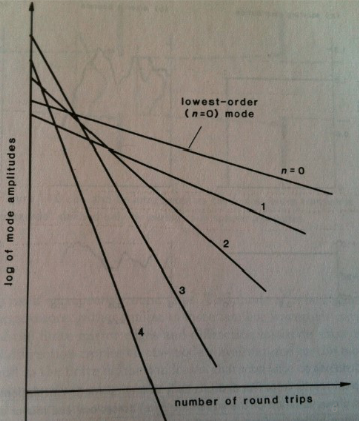 lowest-order
(n=0) mode
n=0
1
2
3
4
log of mode amplitudes
number of round trips